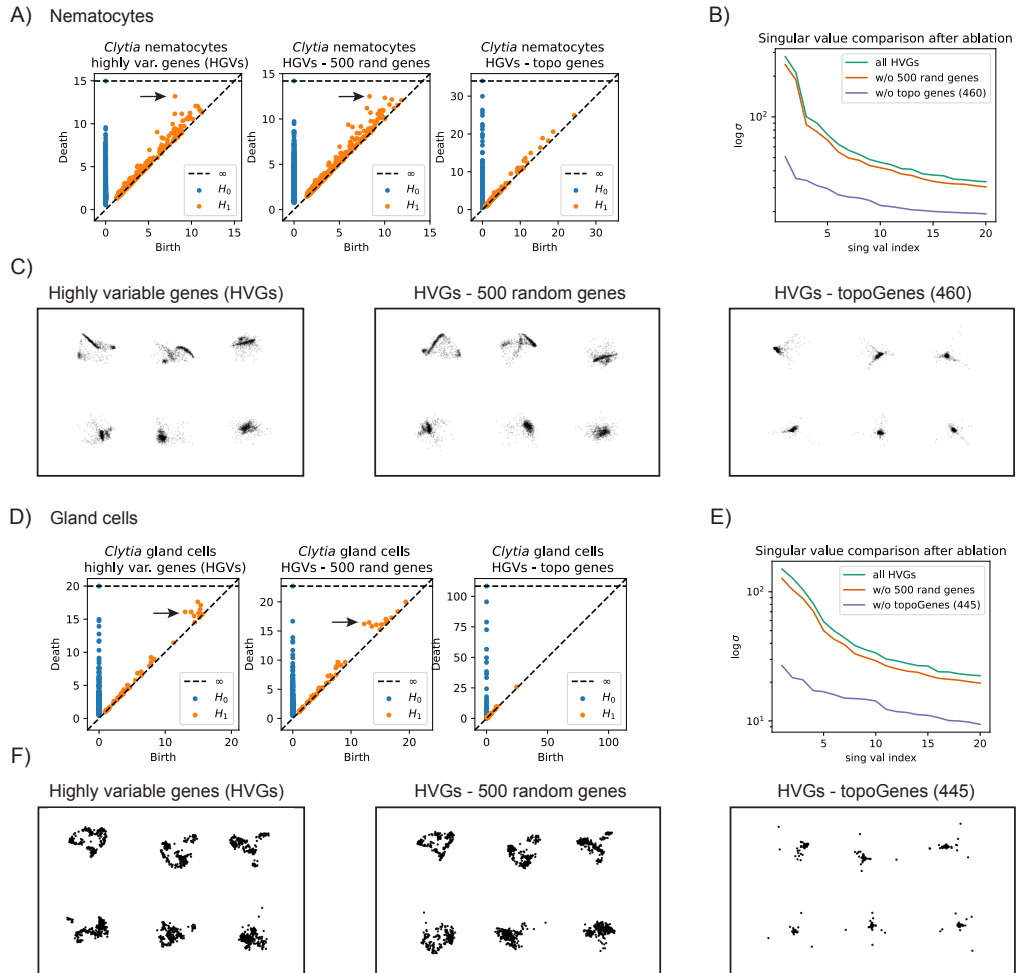 A) Nematocytes
Clytia nematocytes
highly var. genes (HGVs)
15
10
5
0
Death
0 5 10 15
Birth
∞
H0
H1
Clytia nematocytes
HGVs - 500 rand genes
15
10
5
0
Death
0 5 10 15
Birth
∞
H0
H1
Clytia nematocytes
HGVs - topo genes
30
20
10
0
Death
0 10 20 30
Birth
∞
H0
H1
B)
Singular value comparison after ablation
all HVGs
w/o 500 rand genes
w/o topo genes (460)
10²
log σ
5 10 15 20
sing val index
C)
Highly variable genes (HVGs)
HVGs - 500 random genes
HVGs - topoGenes (460)
D) Gland cells
Clytia gland cells
highly var. genes (HGVs)
20
15
10
5
0
Death
0 10 20
Birth
∞
H0
H1
Clytia gland cells
HGVs - 500 rand genes
20
15
10
5
0
Death
0 10 20
Birth
∞
H0
H1
Clytia gland cells
HGVs - topo genes
100
75
50
25
0
Death
0 25 50 75 100
Birth
∞
H0
H1
E)
Singular value comparison after ablation
all HVGs
w/o 500 rand genes
w/o topoGenes (445)
10²
10¹
log σ
5 10 15 20
sing val index
F)
Highly variable genes (HVGs)
HVGs - 500 random genes
HVGs - topoGenes (445)